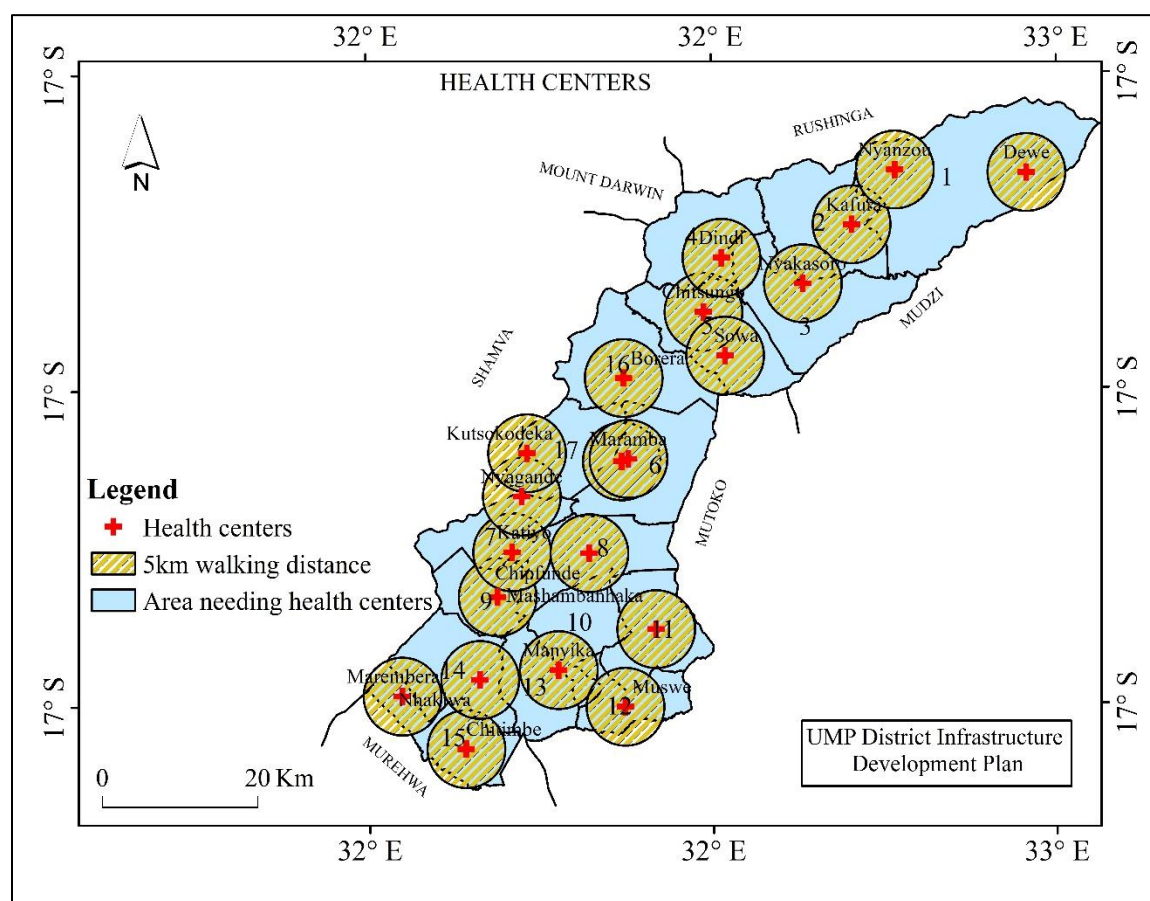 32° E 32° E 33° E
17° S 17° S
HEALTH CENTERS
RUSHINGA
MOUNT DARWIN
N
Nyanzou
Dewe
1
Kafura
2
4 Dindi
Nyakasoro
Chitsungo
MUDZI
5
3
Sowa
SHAMVA
16 Borera
17° S 17° S
Kutsokodeka
17
Maramba
6
Nyagande
Legend
Health centers
5km walking distance
Area needing health centers
MUTOKO
7 Katiyo
8
Chipfunde
9 Mashambanhaka
10
11
Manyika
14
13
Marembera
Nhakiwa
Muswe
12
17° S 17° S
15 Chitimbe
MUREHWA
UMP District Infrastructure
Development Plan
0 20 Km
32° E 32° E 33° E